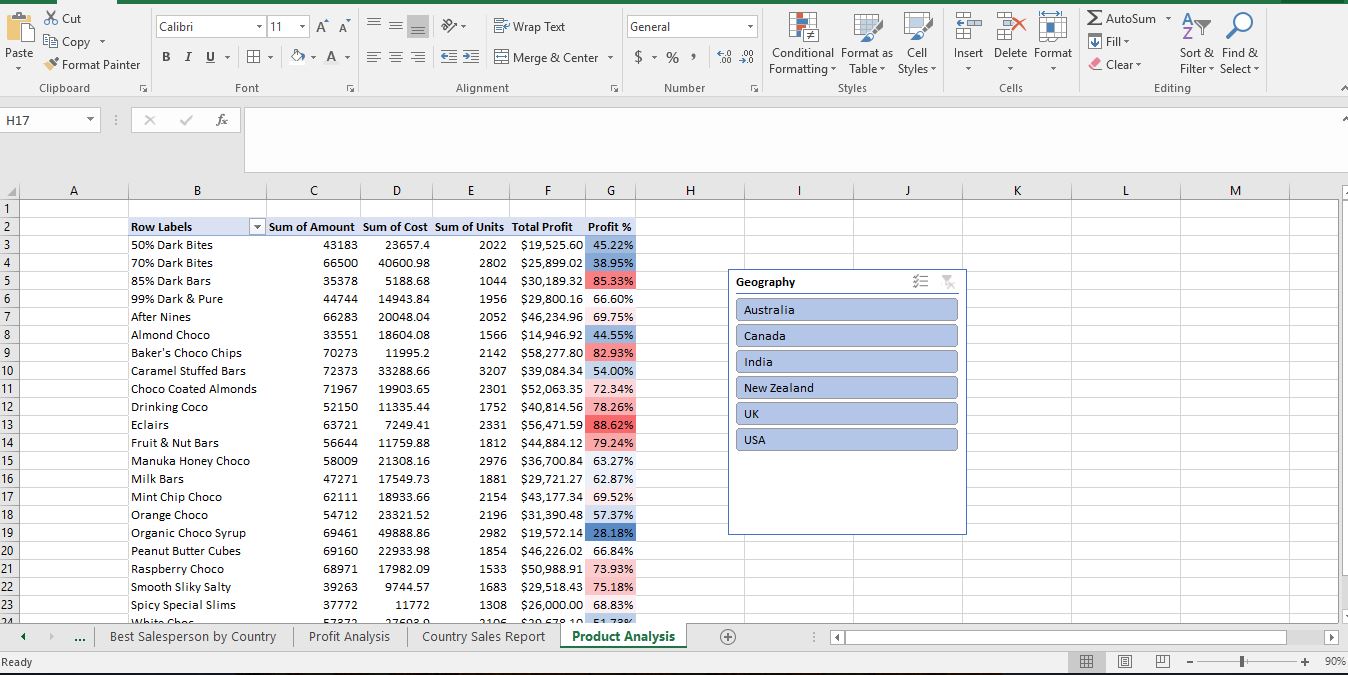 Cut
Calibri 11 A A Wrap Text General AutoSum
Paste Copy Conditional Format as Cell Insert Delete Format Fill Sort & Find &
Format Painter B I U A Merge & Center $ % , Formatting Table Styles Clear Filter Select
Clipboard Font Alignment Number Styles Cells Editing
H17 fx
A B C D E F G H I J K L M
1
2 Row Labels Sum of Amount Sum of Cost Sum of Units Total Profit Profit %
3 50% Dark Bites 43183 23657.4 2022 $19,525.60 45.22%
4 70% Dark Bites 66500 40600.98 2802 $25,899.02 38.95%
5 85% Dark Bars 35378 5188.68 1044 $30,189.32 85.33%
6 99% Dark & Pure 44744 14943.84 1956 $29,800.16 66.60%
7 After Nines 66283 20048.04 2052 $46,234.96 69.75%
8 Almond Choco 33551 18604.08 1566 $14,946.92 44.55%
9 Baker's Choco Chips 70273 11995.2 2142 $58,277.80 82.93%
10 Caramel Stuffed Bars 72373 33288.66 3207 $39,084.34 54.00%
11 Choco Coated Almonds 71967 19903.65 2301 $52,063.35 72.34%
12 Drinking Coco 52150 11335.44 1752 $40,814.56 78.26%
13 Eclairs 63721 7249.41 2331 $56,471.59 88.62%
14 Fruit & Nut Bars 56644 11759.88 1812 $44,884.12 79.24%
15 Manuka Honey Choco 58009 21308.16 2976 $36,700.84 63.27%
16 Milk Bars 47271 17549.73 1881 $29,721.27 62.87%
17 Mint Chip Choco 62111 18933.66 2154 $43,177.34 69.52%
18 Orange Choco 54712 23321.52 2196 $31,390.48 57.37%
19 Organic Choco Syrup 69461 49888.86 2982 $19,572.14 28.18%
20 Peanut Butter Cubes 69160 22933.98 1854 $46,226.02 66.84%
21 Raspberry Choco 68971 17982.09 1533 $50,988.91 73.93%
22 Smooth Sliky Salty 39263 9744.57 1683 $29,518.43 75.18%
23 Spicy Special Slims 37772 11772 1308 $26,000.00 68.83%
24 White Choc
Geography
Australia
Canada
India
New Zealand
UK
USA
... Best Salesperson by Country Profit Analysis Country Sales Report Product Analysis
Ready 90%